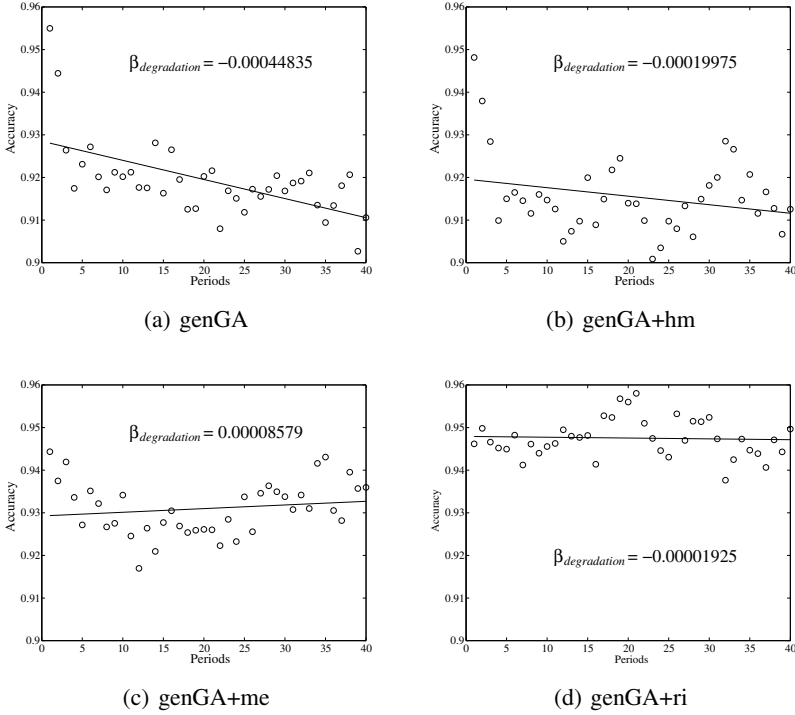 0.96
0.95
0.94
0.93
0.92
0.91
0.9
Accuracy
β degradation = −0.00044835
0 5 10 15 20 25 30 35 40
Periods
(a) genGA
0.96
0.95
0.94
0.93
0.92
0.91
0.9
Accuracy
β degradation = −0.00019975
0 5 10 15 20 25 30 35 40
Periods
(b) genGA+hm
0.96
0.95
0.94
0.93
0.92
0.91
0.9
Accuracy
β degradation = 0.00008579
0 5 10 15 20 25 30 35 40
Periods
(c) genGA+me
0.96
0.95
0.94
0.93
0.92
0.91
0.9
Accuracy
β degradation = −0.00001925
0 5 10 15 20 25 30 35 40
Periods
(d) genGA+ri